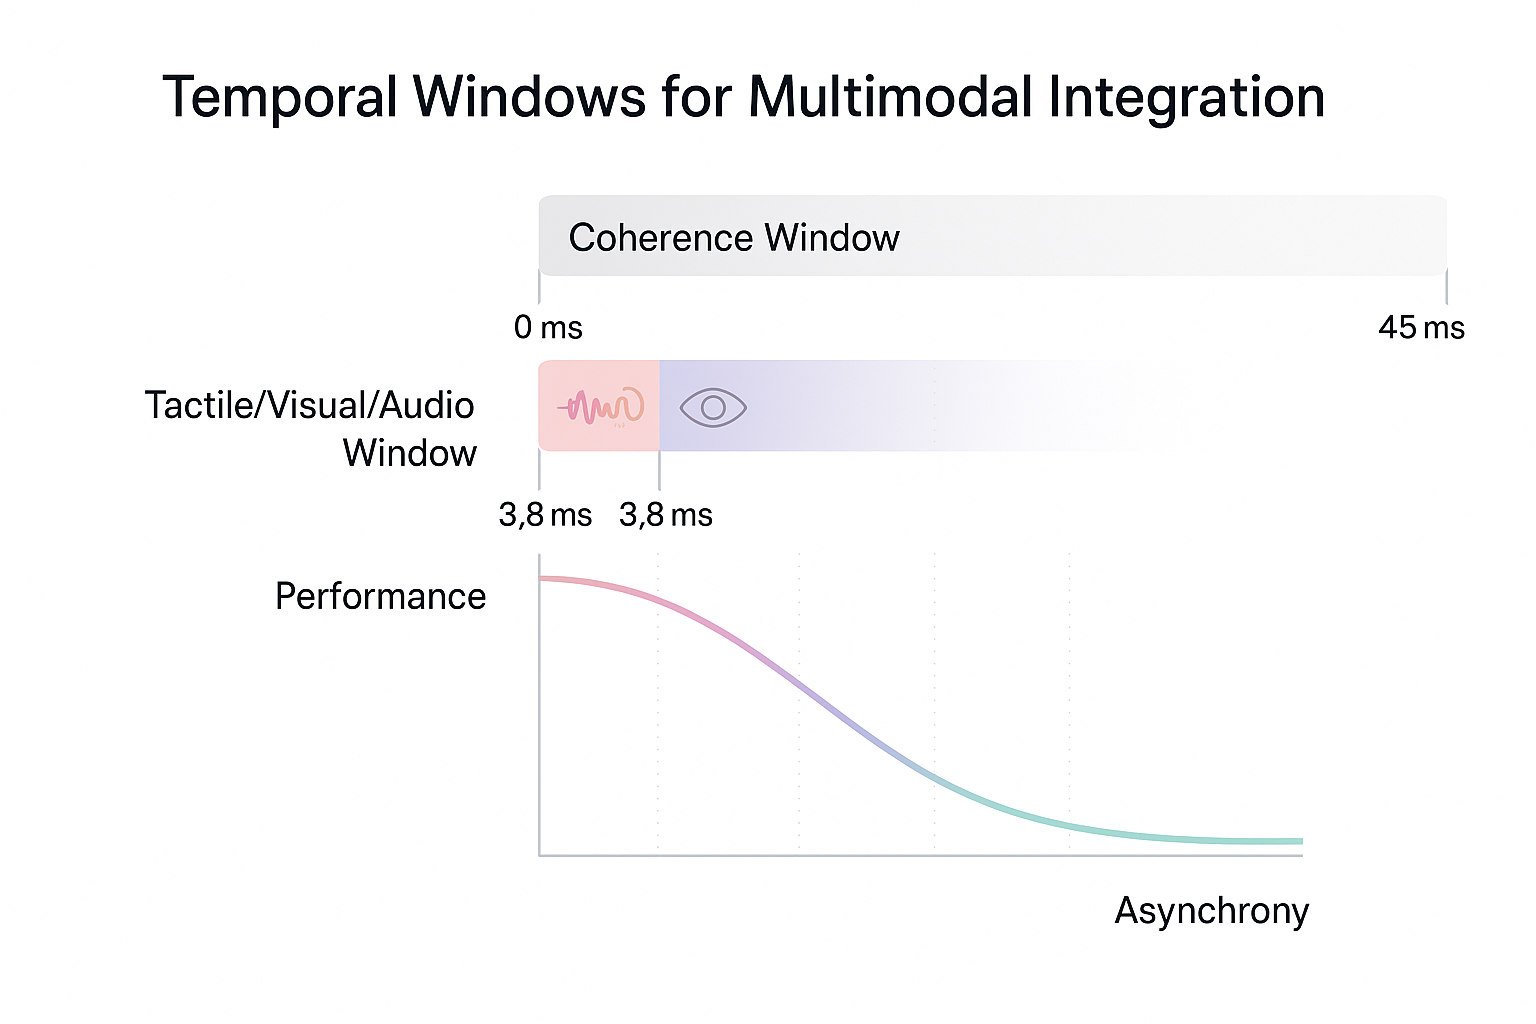 Temporal Windows for Multimodal Integration
Coherence Window
0 ms
45 ms
Tactile/Visual/Audio
Window
3,8 ms
3,8 ms
Performance
Asynchrony